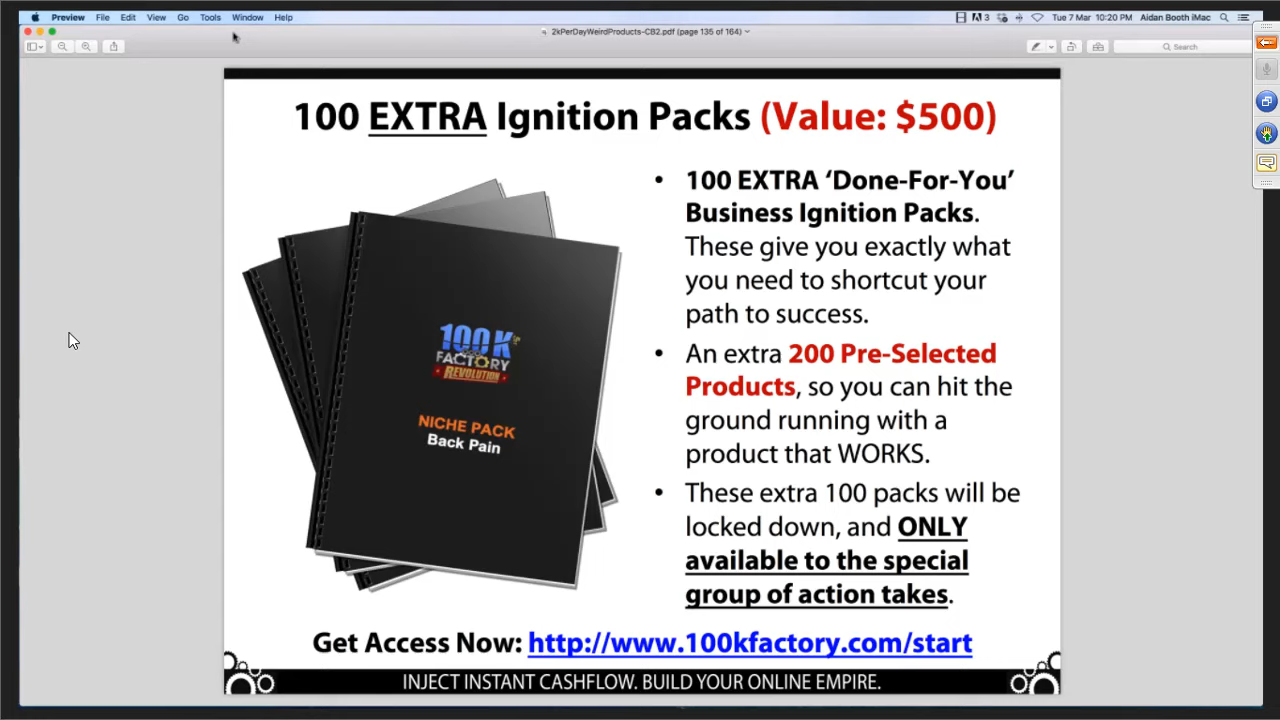 Preview File Edit View Go Tools Window Help
3 Tue 7 Mar 10:20 PM Aidan Booth iMac
2kPerDayWeirdProducts-CB2.pdf (page 135 of 164)
Search
100 EXTRA Ignition Packs (Value: $500)
100 K
FACTORY
REVOLUTION
NICHE PACK
Back Pain
• 100 EXTRA ‘Done-For-You’
Business Ignition Packs.
These give you exactly what
you need to shortcut your
path to success.
• An extra 200 Pre-Selected
Products, so you can hit the
ground running with a
product that WORKS.
• These extra 100 packs will be
locked down, and ONLY
available to the special
group of action takes.
Get Access Now: http://www.100kfactory.com/start
INJECT INSTANT CASHFLOW. BUILD YOUR ONLINE EMPIRE.